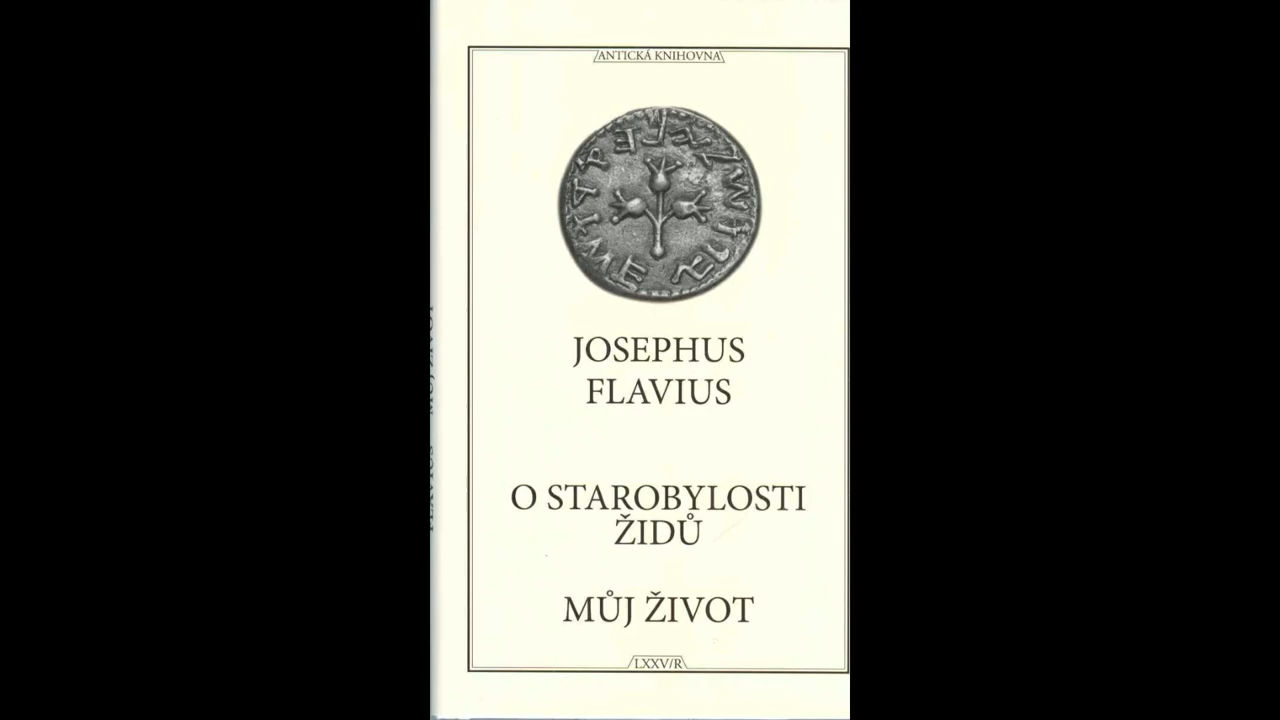 ANTICKÁ KNIHOVNA
JOSEPHUS
FLAVIUS
O STAROBYLOSTI
ŽIDŮ
MŮJ ŽIVOT
LXXV/R